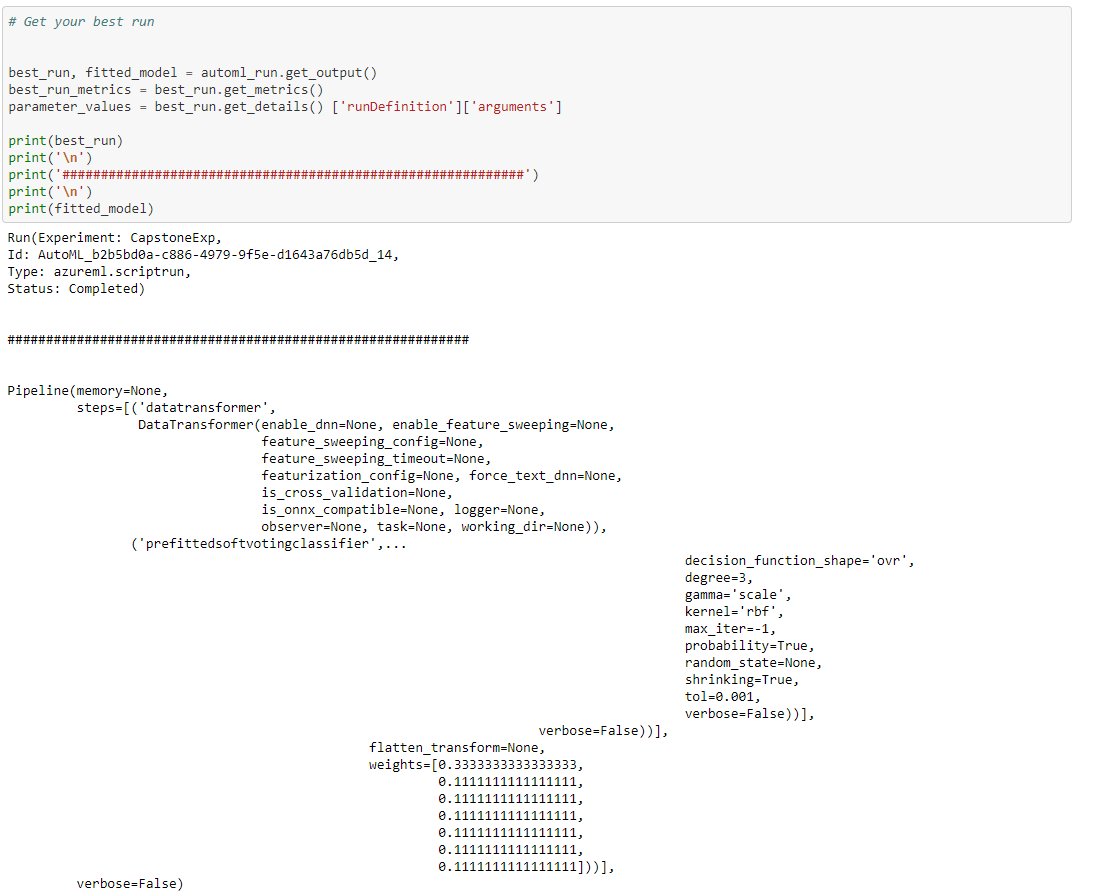 # Get your best run
best_run, fitted_model = automl_run.get_output()
best_run_metrics = best_run.get_metrics()
parameter_values = best_run.get_details() ['runDefinition']['arguments']
print(best_run)
print('\n')
print('############################################################')
print('\n')
print(fitted_model)
Run(Experiment: CapstoneExp,
Id: AutoML_b2b5bd0a-c886-4979-9f5e-d1643a76db5d_14,
Type: azureml.scriptrun,
Status: Completed)
############################################################
Pipeline(memory=None,
steps=[('datatransformer',
DataTransformer(enable_dnn=None, enable_feature_sweeping=None,
feature_sweeping_config=None,
feature_sweeping_timeout=None,
featurization_config=None, force_text_dnn=None,
is_cross_validation=None,
is_onnx_compatible=None, logger=None,
observer=None, task=None, working_dir=None)),
('prefittedsoftvotingclassifier',...
decision_function_shape='ovr',
degree=3,
gamma='scale',
kernel='rbf',
max_iter=-1,
probability=True,
random_state=None,
shrinking=True,
tol=0.001,
verbose=False))],
verbose=False))],
flatten_transform=None,
weights=[0.3333333333333333,
0.1111111111111111,
0.1111111111111111,
0.1111111111111111,
0.1111111111111111,
0.1111111111111111,
0.1111111111111111]))],
verbose=False)